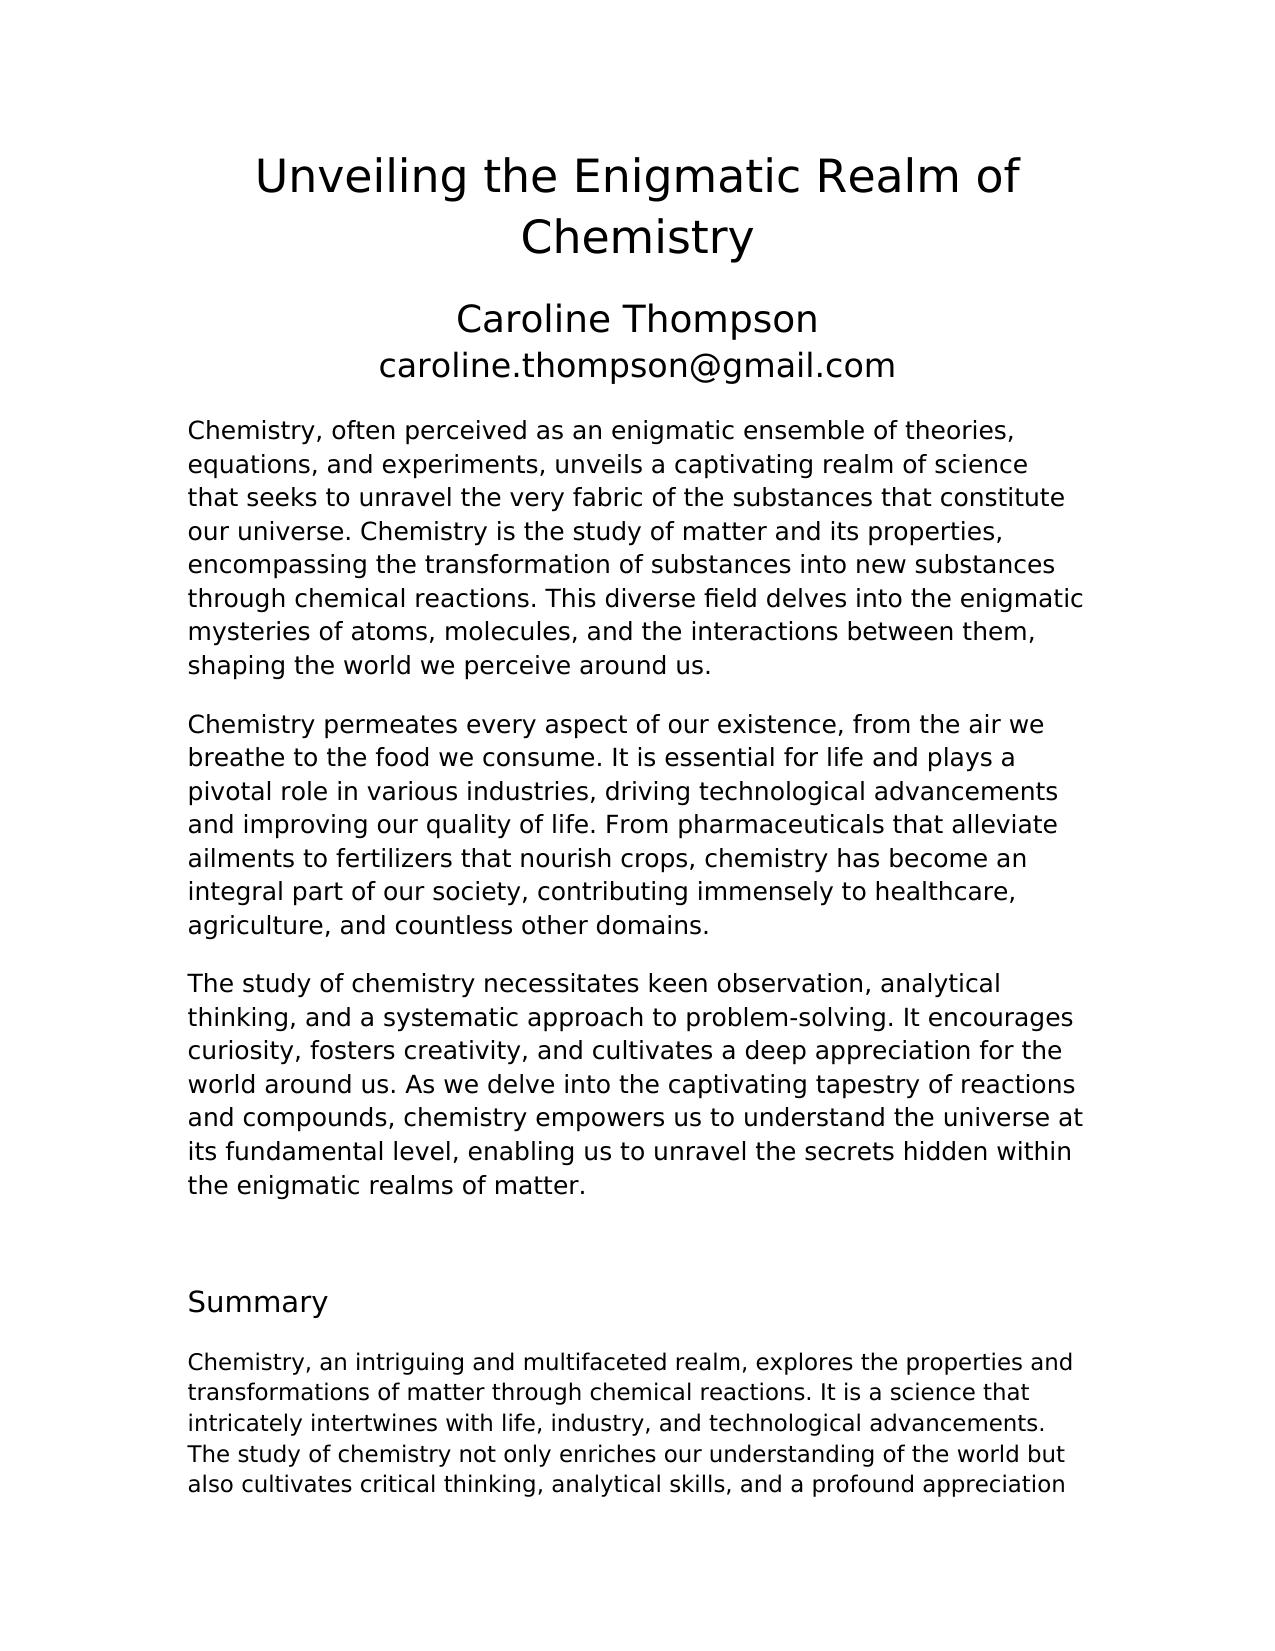 Unveiling the Enigmatic Realm of
Chemistry
Caroline Thompson
caroline.thompson@gmail.com
Chemistry, often perceived as an enigmatic ensemble of theories,
equations, and experiments, unveils a captivating realm of science
that seeks to unravel the very fabric of the substances that constitute
our universe. Chemistry is the study of matter and its properties,
encompassing the transformation of substances into new substances
through chemical reactions. This diverse field delves into the enigmatic
mysteries of atoms, molecules, and the interactions between them,
shaping the world we perceive around us.
Chemistry permeates every aspect of our existence, from the air we
breathe to the food we consume. It is essential for life and plays a
pivotal role in various industries, driving technological advancements
and improving our quality of life. From pharmaceuticals that alleviate
ailments to fertilizers that nourish crops, chemistry has become an
integral part of our society, contributing immensely to healthcare,
agriculture, and countless other domains.
The study of chemistry necessitates keen observation, analytical
thinking, and a systematic approach to problem-solving. It encourages
curiosity, fosters creativity, and cultivates a deep appreciation for the
world around us. As we delve into the captivating tapestry of reactions
and compounds, chemistry empowers us to understand the universe at
its fundamental level, enabling us to unravel the secrets hidden within
the enigmatic realms of matter.
Summary
Chemistry, an intriguing and multifaceted realm, explores the properties and
transformations of matter through chemical reactions. It is a science that
intricately intertwines with life, industry, and technological advancements.
The study of chemistry not only enriches our understanding of the world but
also cultivates critical thinking, analytical skills, and a profound appreciation